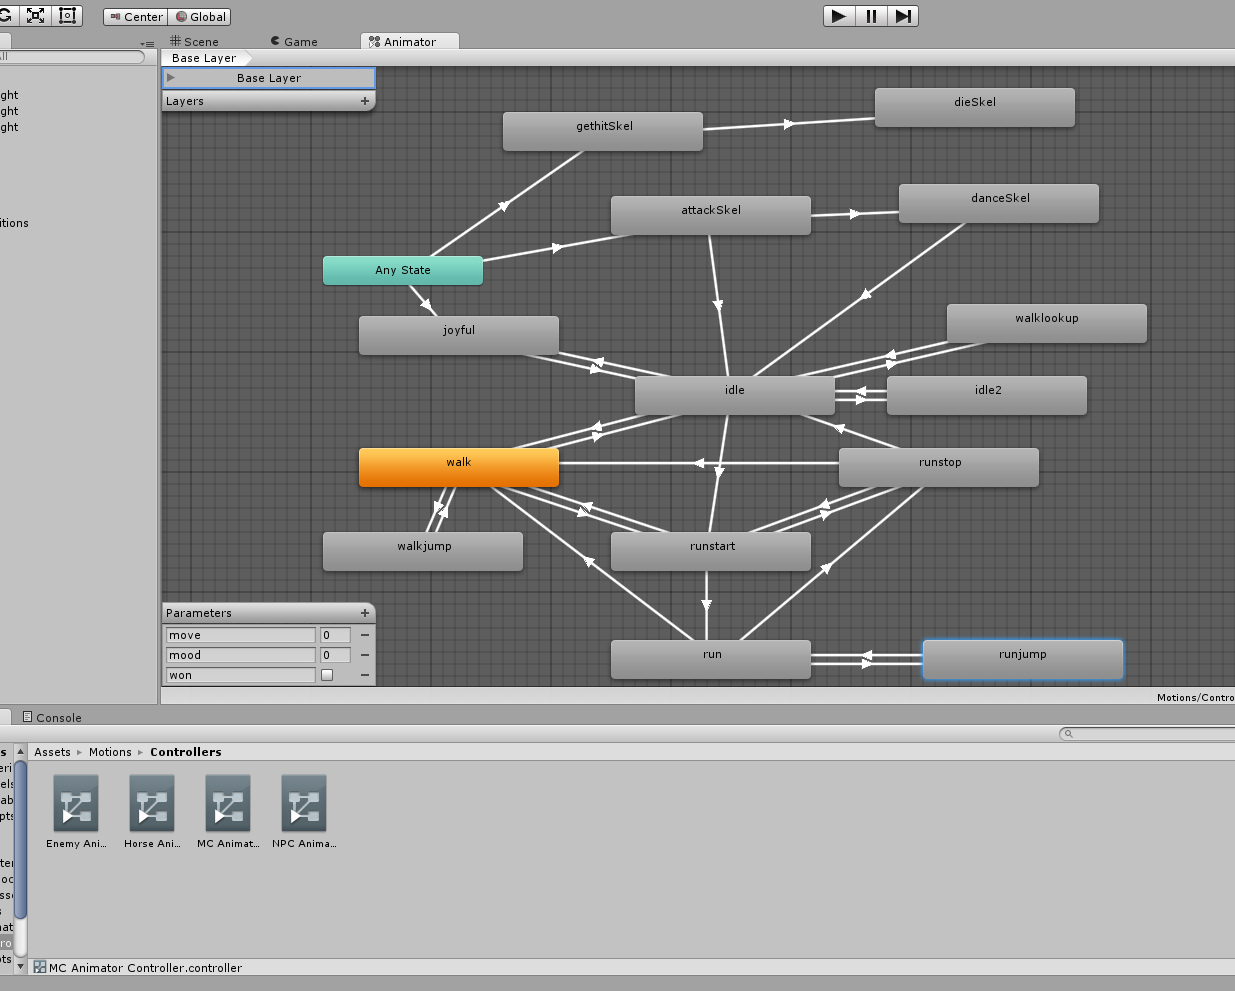 Center Global
Scene Game Animator
Base Layer
Base Layer
Layers
dieSkel
gethitSkel
danceSkel
attackSkel
Any State
walklookup
joyful
idle
idle2
walk
runstop
walkjump
runstart
run
runjump
Parameters
move 0
mood 0
won
Motions/Contro
Console
Assets Motions Controllers
Enemy Ani... Horse Ani... MC Animat... NPC Anima...
MC Animator Controller.controller